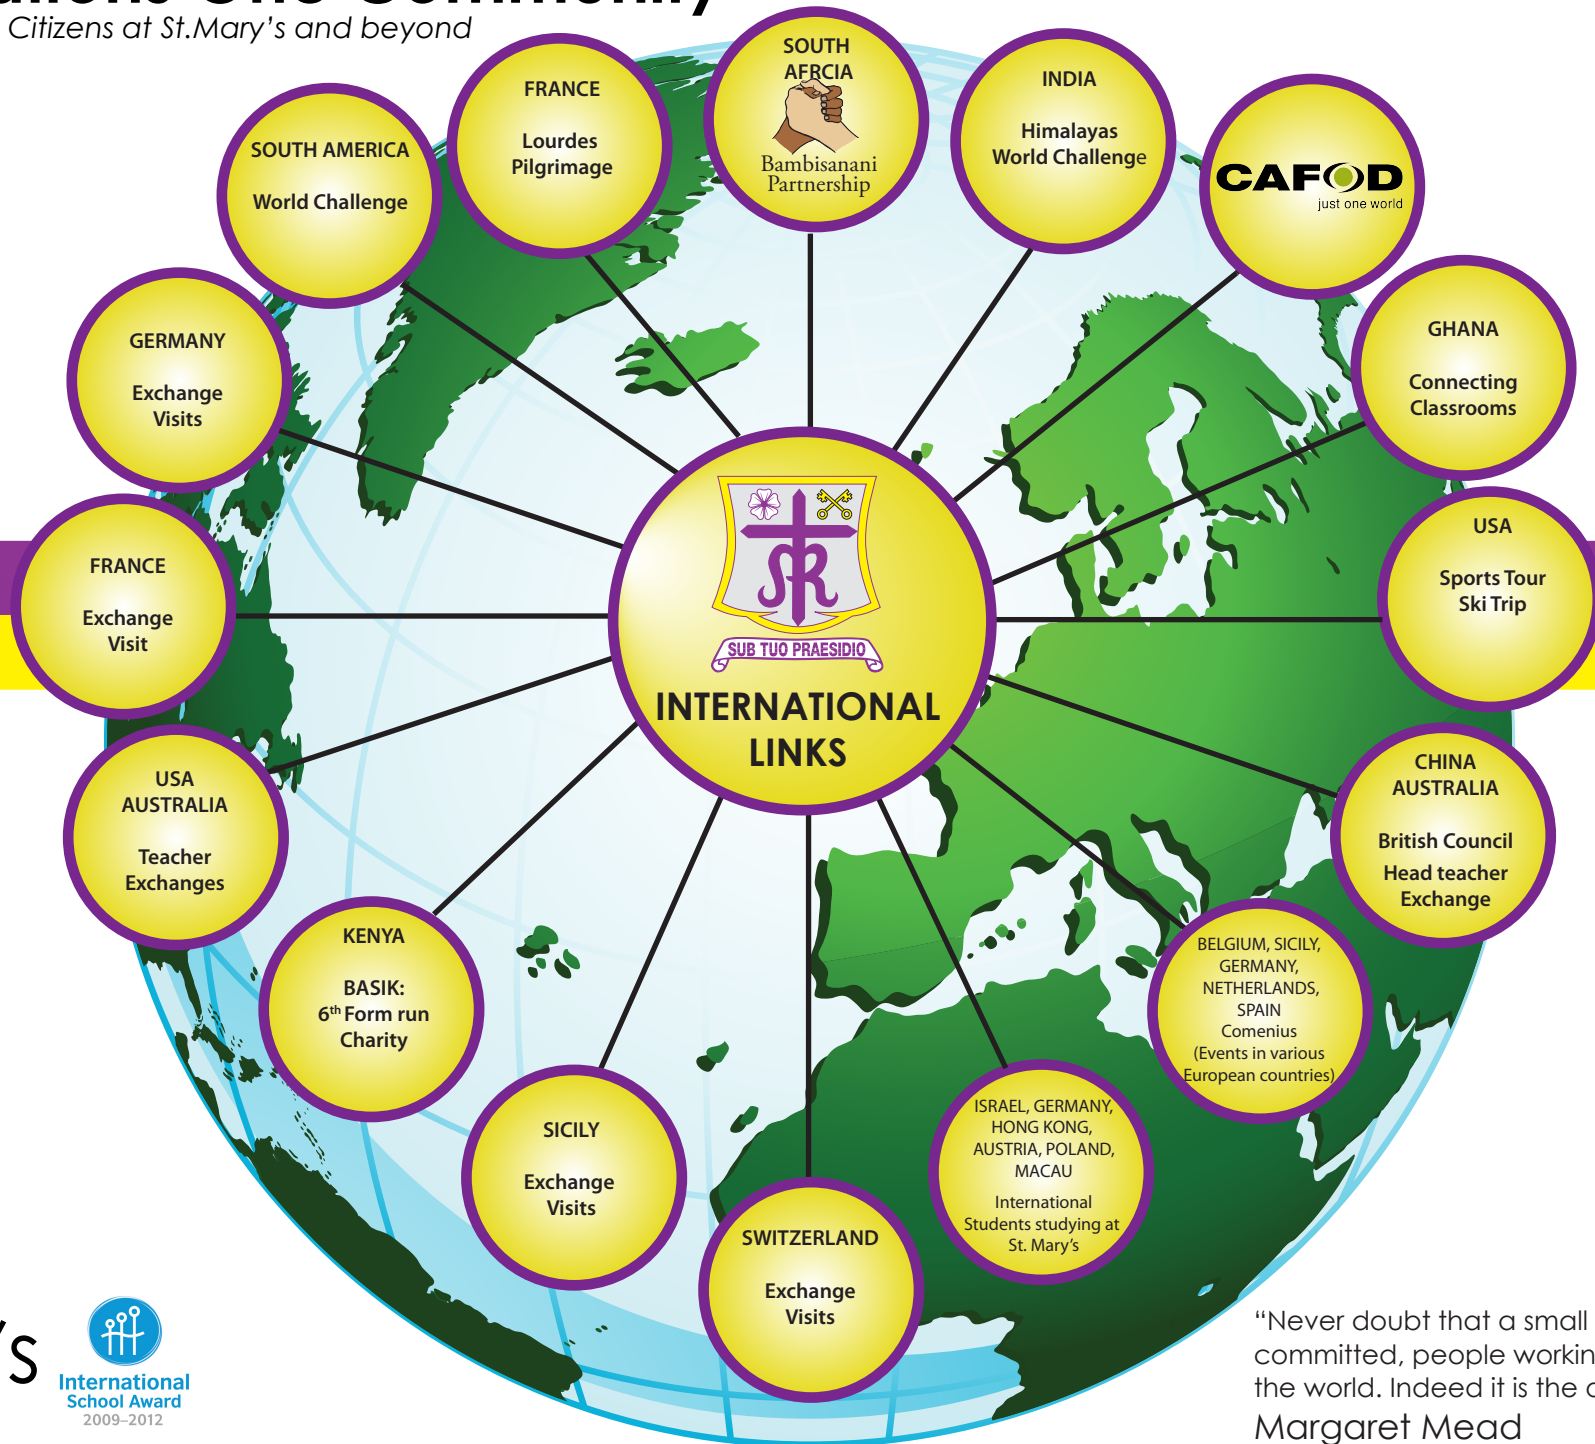 One Community
Citizens at St.Mary's and beyond
SOUTH
AFRCIA
Bambisanani
Partnership
FRANCE
Lourdes
Pilgrimage
INDIA
Himalayas
World Challenge
SOUTH AMERICA
World Challenge
CAFOD
just one world
GERMANY
Exchange
Visits
GHANA
Connecting
Classrooms
FRANCE
Exchange
Visit
USA
Sports Tour
Ski Trip
SR
SUB TUO PRAESIDIO
INTERNATIONAL
LINKS
USA
AUSTRALIA
Teacher
Exchanges
CHINA
AUSTRALIA
British Council
Head teacher
Exchange
KENYA
BASIK:
6th Form run
Charity
BELGIUM, SICILY,
GERMANY,
NETHERLANDS,
SPAIN
Comenius
(Events in various
European countries)
SICILY
Exchange
Visits
ISRAEL, GERMANY,
HONG KONG,
AUSTRIA, POLAND,
MACAU
International
Students studying at
St. Mary's
SWITZERLAND
Exchange
Visits
's
International
School Award
2009–2012
“Never doubt that a small
committed, people workin
the world. Indeed it is the
Margaret Mead